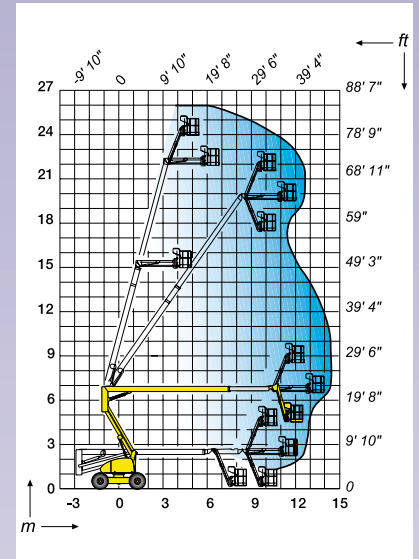 ft
-9' 10" 0 9' 10" 19' 8" 29' 6" 39' 4"
27 88' 7"
24 78' 9"
21 68' 11"
18 59"
15 49' 3"
12 39' 4"
9 29' 6"
6 19' 8"
3 9' 10"
0 0
-3 0 3 6 9 12 15
m